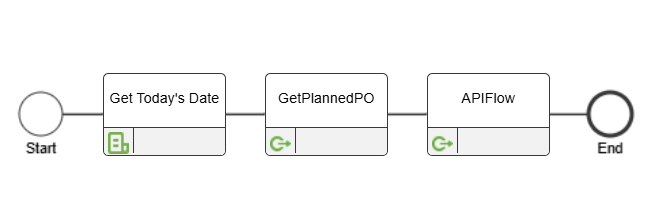 Get Today's Date
GetPlannedPO
APIFlow
Start
End